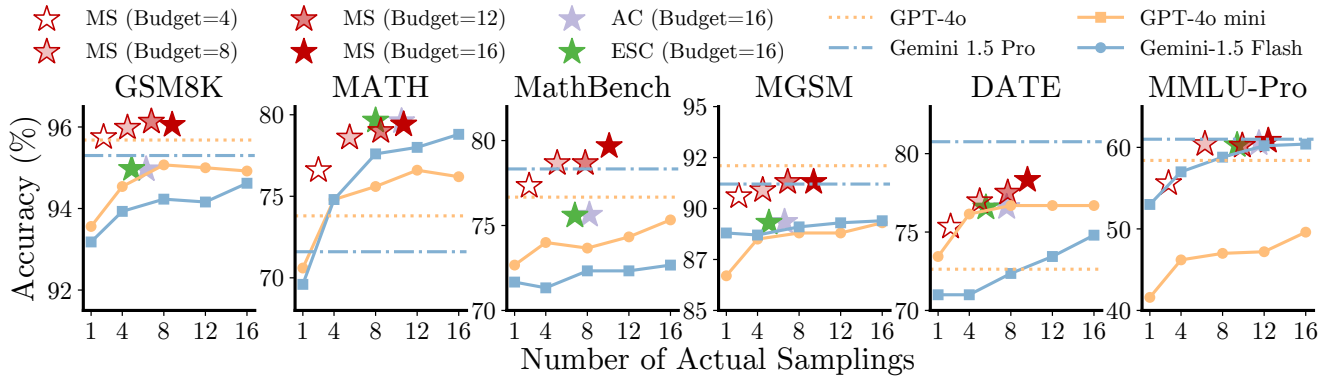 MS (Budget=4) MS (Budget=12) AC (Budget=16) GPT-4o GPT-4o mini
MS (Budget=8) MS (Budget=16) ESC (Budget=16) Gemini 1.5 Pro Gemini-1.5 Flash
GSM8K MATH MathBench MGSM DATE MMLU-Pro
Accuracy (%)
96
94
92
1 4 8 12 16
80
75
70
1 4 8 12 16
80
75
70
1 4 8 12 16
95
92
90
87
85
1 4 8 12 16
80
75
70
1 4 8 12 16
60
50
40
1 4 8 12 16
Number of Actual Samplings